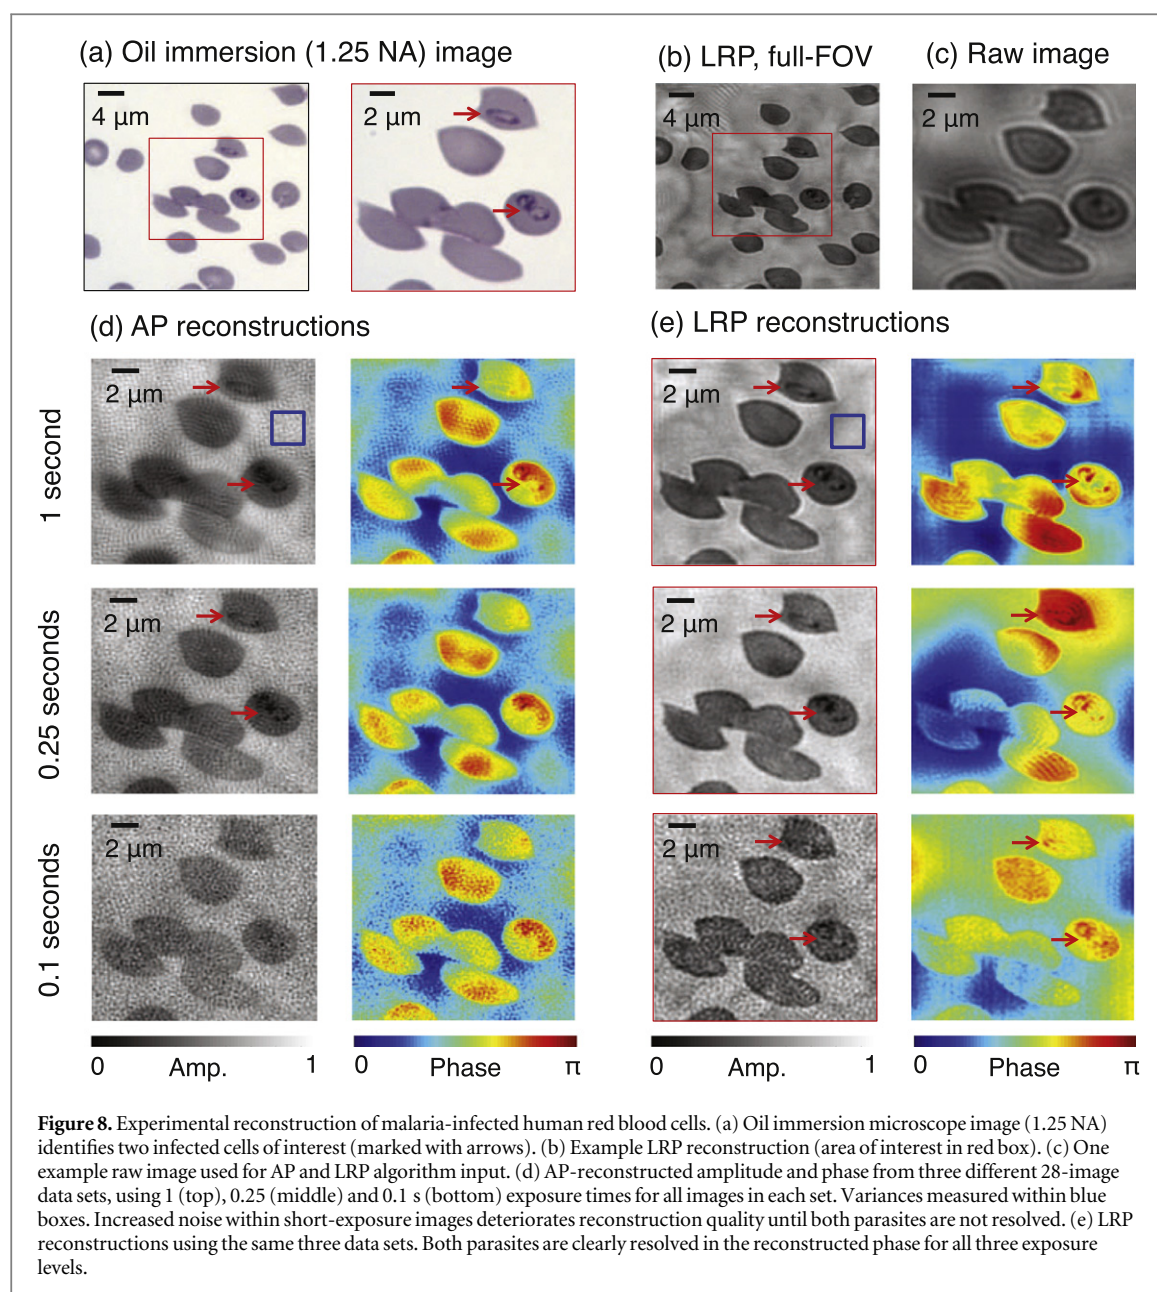 (a) Oil immersion (1.25 NA) image
(b) LRP, full-FOV
(c) Raw image
4 µm
2 µm
4 µm
2 µm
(d) AP reconstructions
(e) LRP reconstructions
1 second
2 µm
2 µm
0.25 seconds
2 µm
2 µm
0.1 seconds
2 µm
2 µm
0 Amp. 1
0 Phase π
0 Amp. 1
0 Phase π
Figure 8. Experimental reconstruction of malaria-infected human red blood cells. (a) Oil immersion microscope image (1.25 NA)
identifies two infected cells of interest (marked with arrows). (b) Example LRP reconstruction (area of interest in red box). (c) One
example raw image used for AP and LRP algorithm input. (d) AP-reconstructed amplitude and phase from three different 28-image
data sets, using 1 (top), 0.25 (middle) and 0.1 s (bottom) exposure times for all images in each set. Variances measured within blue
boxes. Increased noise within short-exposure images deteriorates reconstruction quality until both parasites are not resolved. (e) LRP
reconstructions using the same three data sets. Both parasites are clearly resolved in the reconstructed phase for all three exposure
levels.